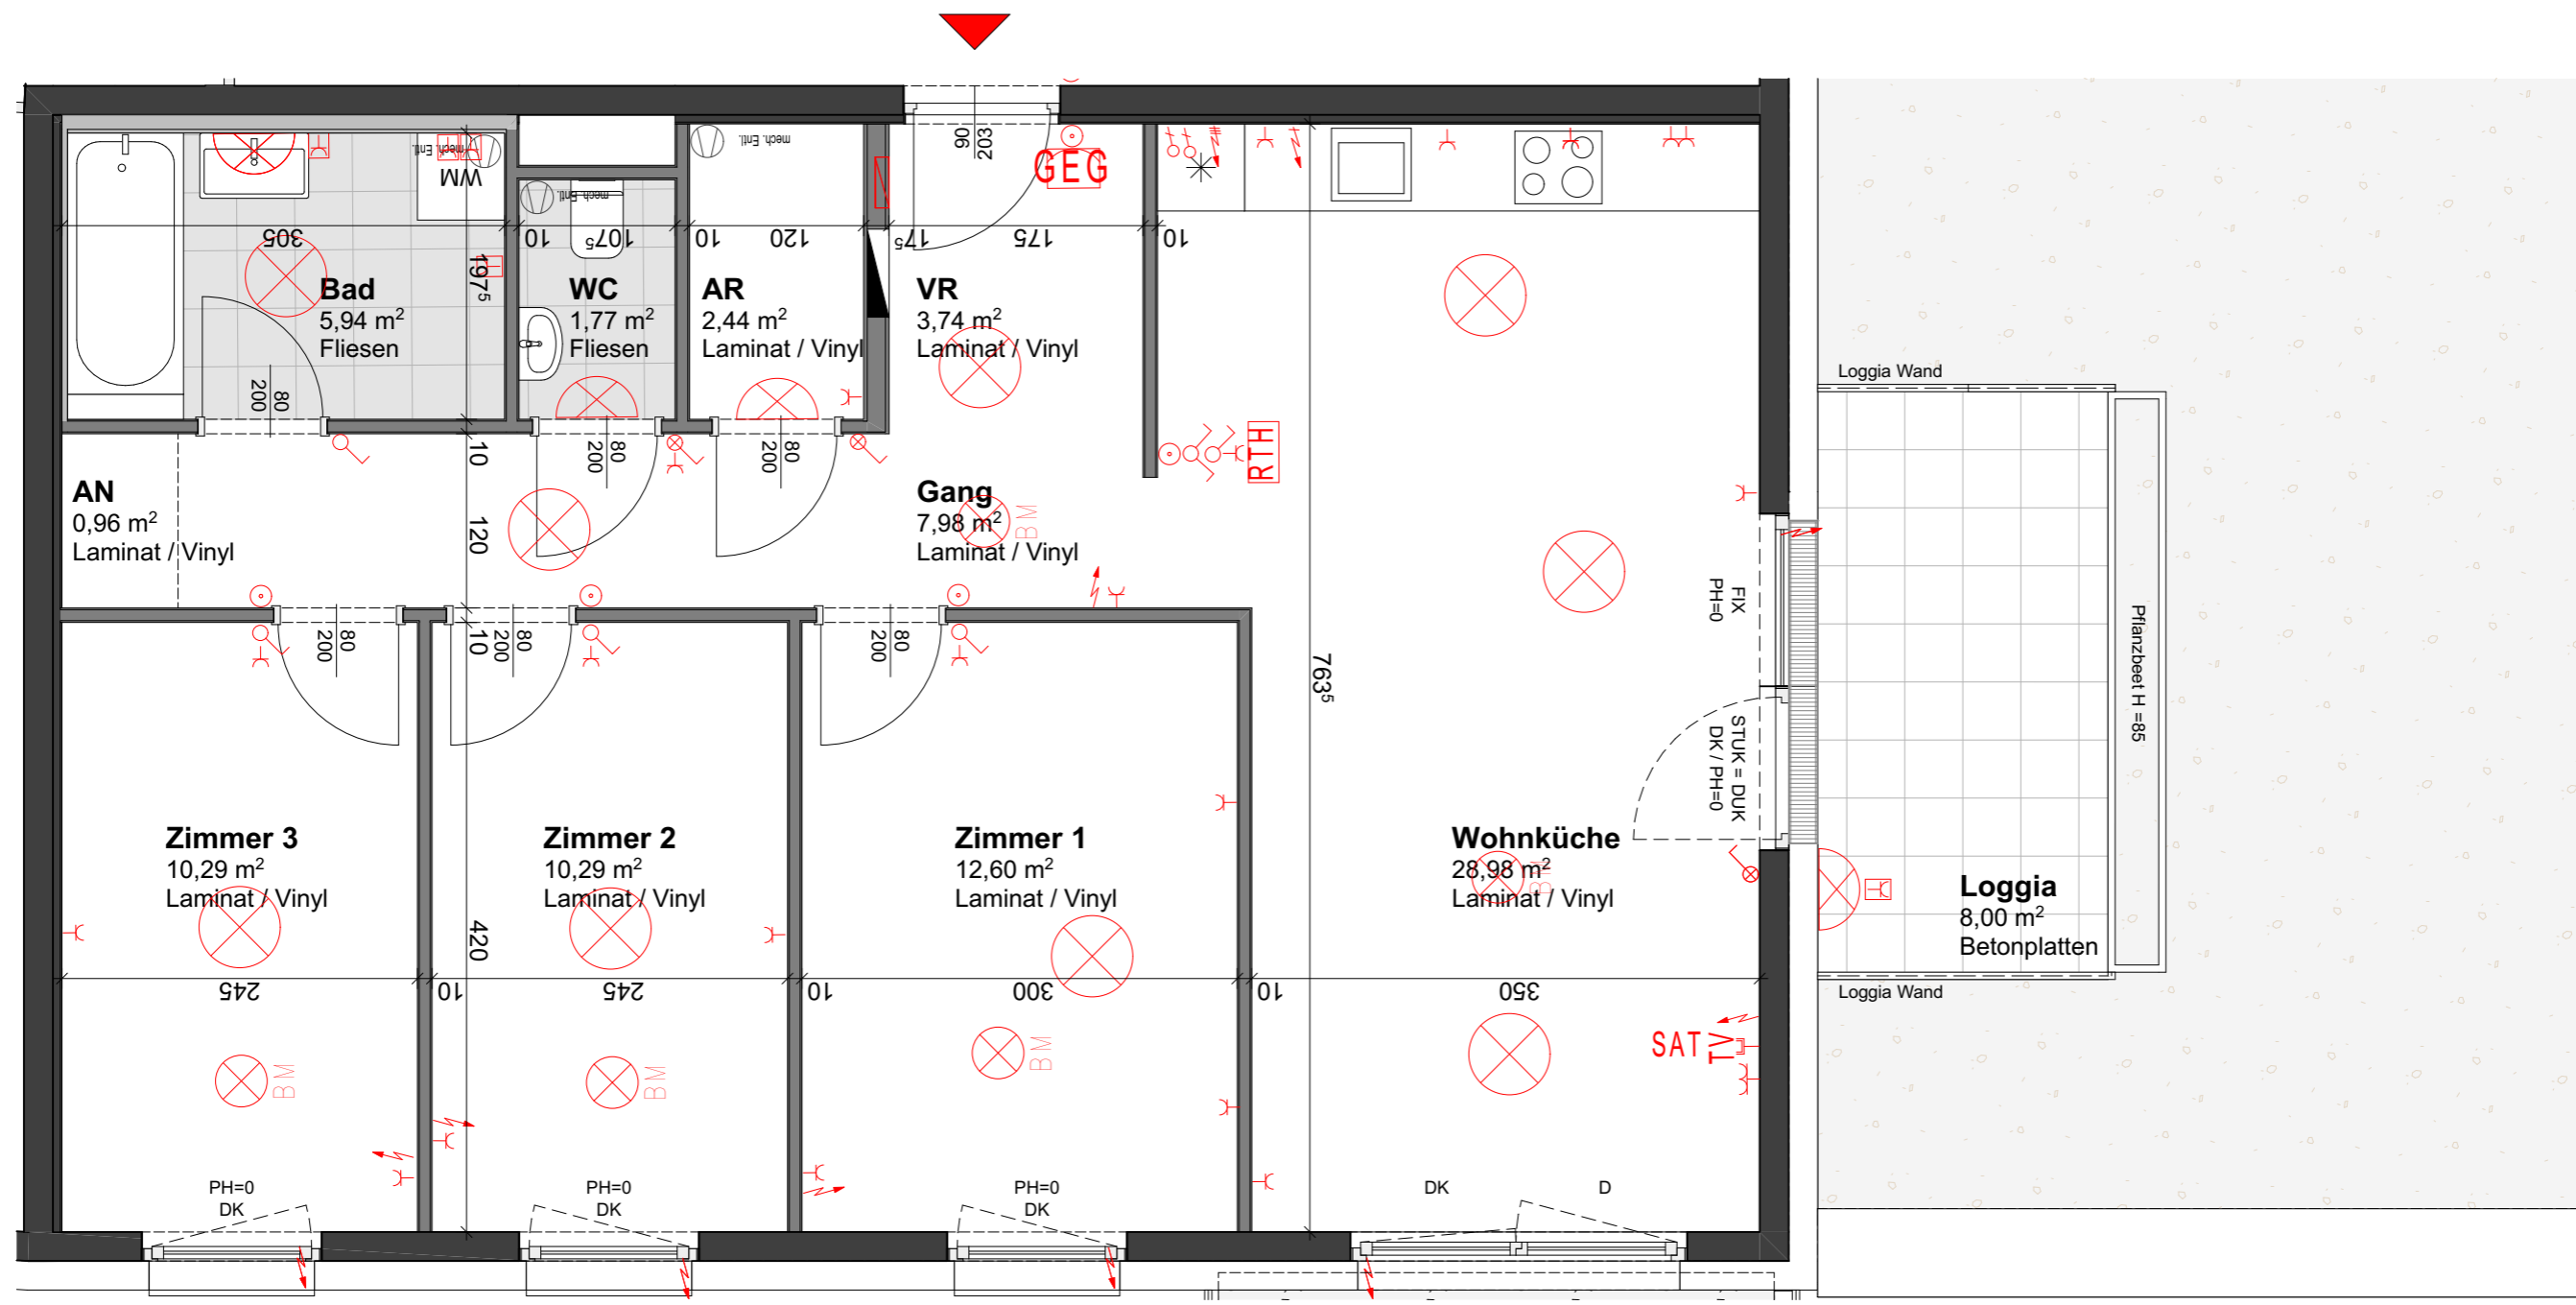 90
203
GEG
mech. Entl.
WM
mech. Entl.
mech. Entl.
305
10
107⁵
10
120
17⁵
175
10
197⁵
Bad
5,94 m²
Fliesen
WC
1,77 m²
Fliesen
AR
2,44 m²
Laminat / Vinyl
VR
3,74 m²
Laminat / Vinyl
80
200
80
200
80
200
RTH
Loggia Wand
10
AN
0,96 m²
Laminat / Vinyl
120
Gang
7,98 m²
Laminat / Vinyl
BM
FIX
PH=0
Pflanzbeet H =85
80
200
10
80
200
80
200
763⁵
STUK = DUK
DK / PH=0
Zimmer 3
10,29 m²
Laminat / Vinyl
Zimmer 2
10,29 m²
Laminat / Vinyl
Zimmer 1
12,60 m²
Laminat / Vinyl
Wohnküche
28,98 m²
Laminat / Vinyl
BM
Loggia
8,00 m²
Betonplatten
420
245
10
245
10
300
10
350
Loggia Wand
SAT
TV
BM
BM
BM
PH=0
DK
PH=0
DK
PH=0
DK
DK
D